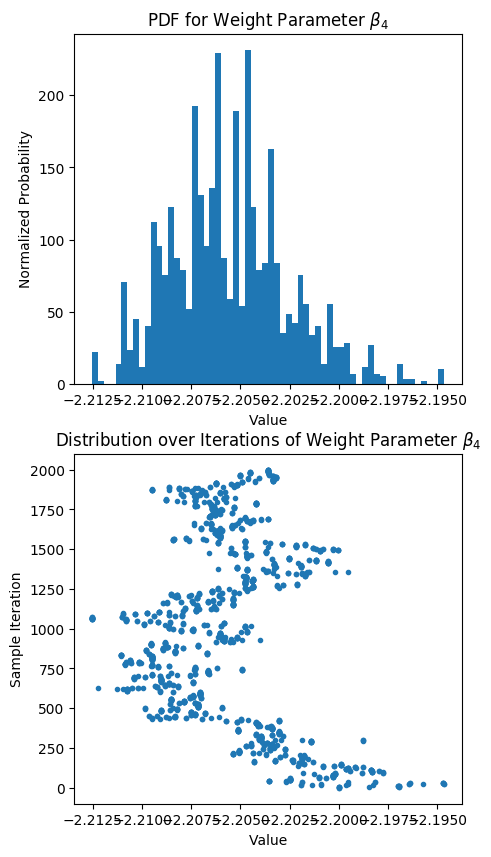 PDF for Weight Parameter β₄
200
150
100
50
0
Normalized Probability
−2.2125 −2.2100 −2.2075 −2.2050 −2.2025 −2.2000 −2.1975 −2.1950
Value
Distribution over Iterations of Weight Parameter β₄
2000
1750
1500
1250
1000
750
500
250
0
Sample Iteration
−2.2125 −2.2100 −2.2075 −2.2050 −2.2025 −2.2000 −2.1975 −2.1950
Value